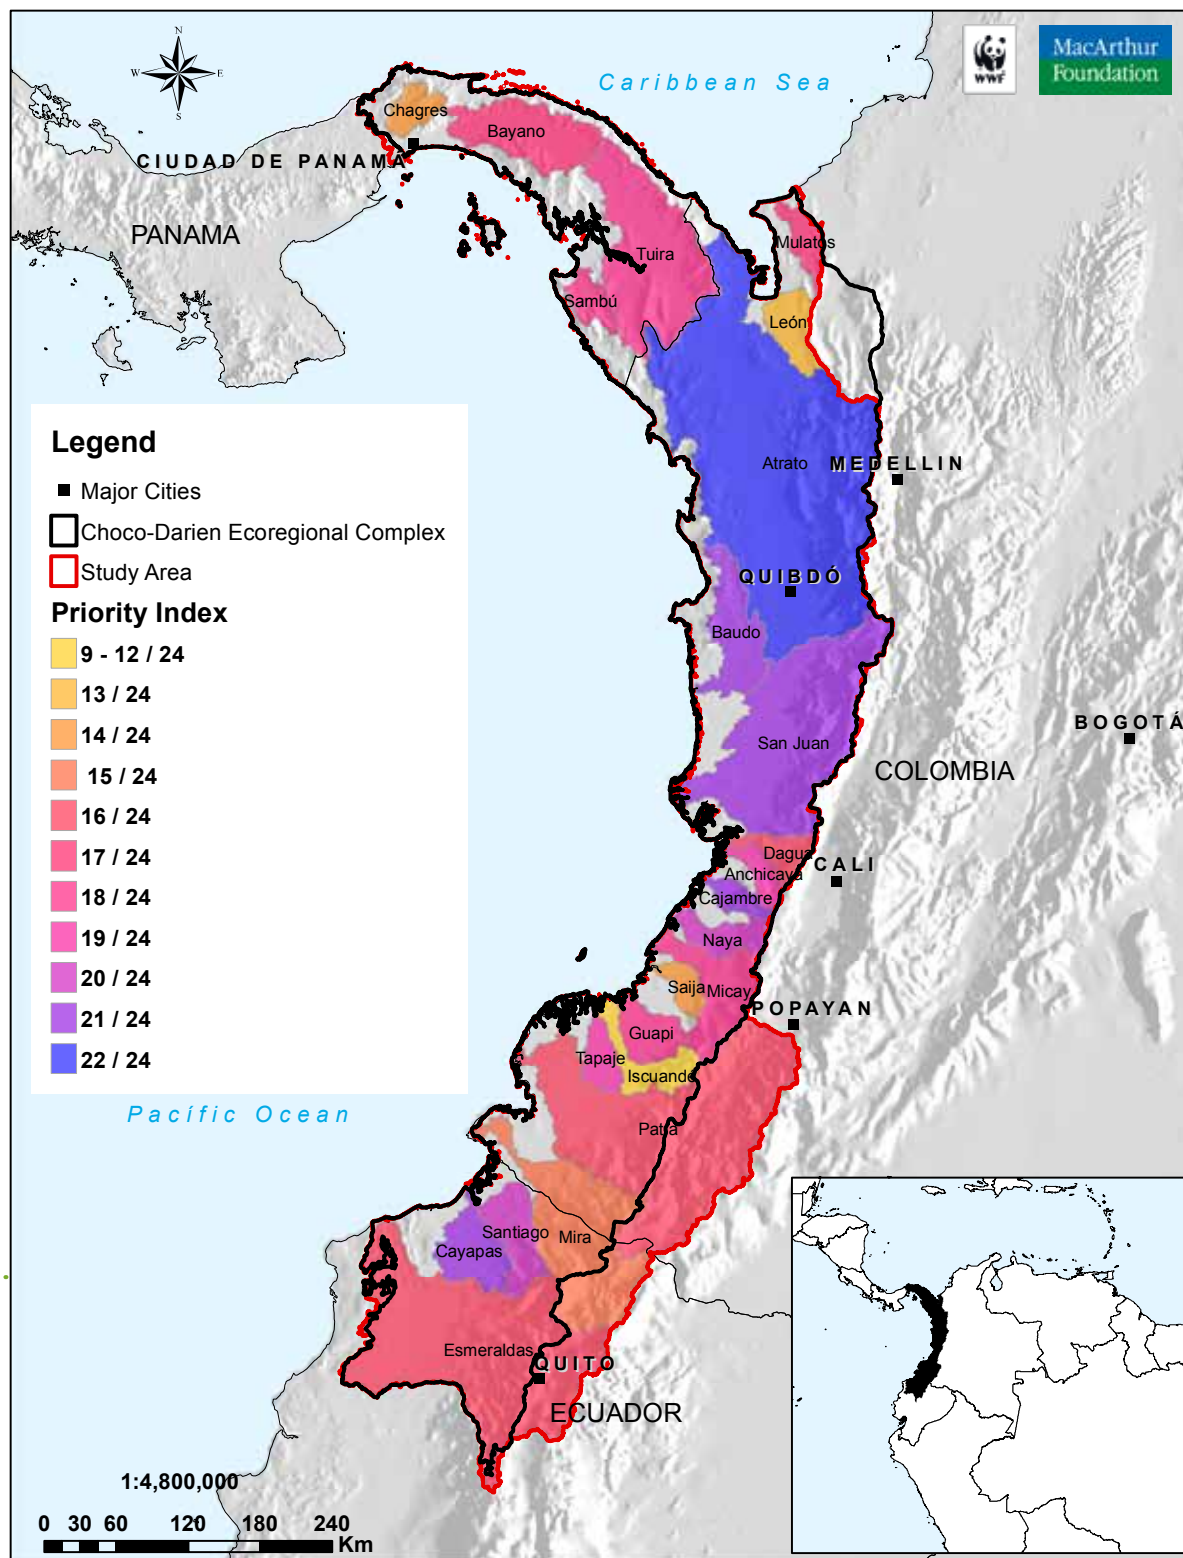 N
W
E
S
Caribbean Sea
WWF
MacArthur
Foundation
Chagres
Bayano
CIUDAD DE PANAMA
PANAMA
Tuira
Mulatos
Sambú
León
Legend
Major Cities
Choco-Darien Ecoregional Complex
Study Area
Priority Index
9 - 12 / 24
13 / 24
14 / 24
15 / 24
16 / 24
17 / 24
18 / 24
19 / 24
20 / 24
21 / 24
22 / 24
Atrato
MEDELLIN
QUIBDÓ
Baudo
BOGOTÁ
San Juan
COLOMBIA
Dagua
CALI
Anchicaya
Cajambre
Naya
Saija
Micay
POPAYAN
Guapi
Tapaje
Iscuande
Pacífic Ocean
Patía
Santiago
Mira
Cayapas
Esmeraldas
QUITO
ECUADOR
1:4,800,000
0 30 60 120 180 240
Km